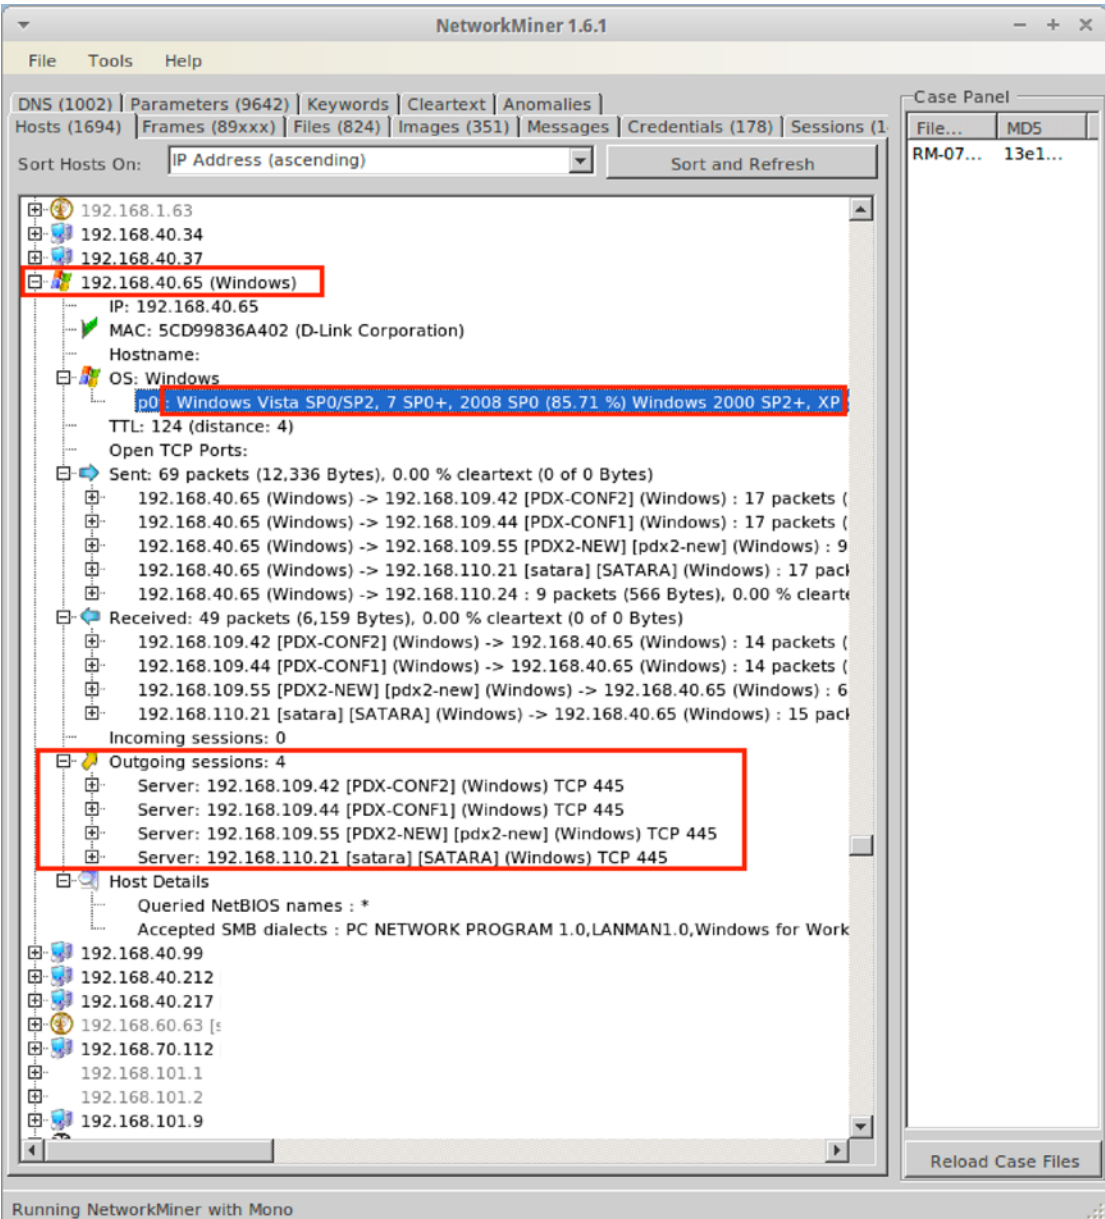 NetworkMiner 1.6.1
File Tools Help
DNS (1002) Parameters (9642) Keywords Cleartext Anomalies
Hosts (1694) Frames (89xxx) Files (824) Images (351) Messages Credentials (178) Sessions (1
Sort Hosts On: IP Address (ascending) Sort and Refresh
192.168.1.63
192.168.40.34
192.168.40.37
192.168.40.65 (Windows)
IP: 192.168.40.65
MAC: 5CD99836A402 (D-Link Corporation)
Hostname:
OS: Windows
p0f: Windows Vista SP0/SP2, 7 SP0+, 2008 SP0 (85.71 %) Windows 2000 SP2+, XP
TTL: 124 (distance: 4)
Open TCP Ports:
Sent: 69 packets (12,336 Bytes), 0.00 % cleartext (0 of 0 Bytes)
192.168.40.65 (Windows) -> 192.168.109.42 [PDX-CONF2] (Windows) : 17 packets (
192.168.40.65 (Windows) -> 192.168.109.44 [PDX-CONF1] (Windows) : 17 packets (
192.168.40.65 (Windows) -> 192.168.109.55 [PDX2-NEW] [pdx2-new] (Windows) : 9
192.168.40.65 (Windows) -> 192.168.110.21 [satara] [SATARA] (Windows) : 17 pack
192.168.40.65 (Windows) -> 192.168.110.24 : 9 packets (566 Bytes), 0.00 % clearte
Received: 49 packets (6,159 Bytes), 0.00 % cleartext (0 of 0 Bytes)
192.168.109.42 [PDX-CONF2] (Windows) -> 192.168.40.65 (Windows) : 14 packets (
192.168.109.44 [PDX-CONF1] (Windows) -> 192.168.40.65 (Windows) : 14 packets (
192.168.109.55 [PDX2-NEW] [pdx2-new] (Windows) -> 192.168.40.65 (Windows) : 6
192.168.110.21 [satara] [SATARA] (Windows) -> 192.168.40.65 (Windows) : 15 pack
Incoming sessions: 0
Outgoing sessions: 4
Server: 192.168.109.42 [PDX-CONF2] (Windows) TCP 445
Server: 192.168.109.44 [PDX-CONF1] (Windows) TCP 445
Server: 192.168.109.55 [PDX2-NEW] [pdx2-new] (Windows) TCP 445
Server: 192.168.110.21 [satara] [SATARA] (Windows) TCP 445
Host Details
Queried NetBIOS names : *
Accepted SMB dialects : PC NETWORK PROGRAM 1.0,LANMAN1.0,Windows for Work
192.168.40.99
192.168.40.212
192.168.40.217
192.168.60.63 [s
192.168.70.112
192.168.101.1
192.168.101.2
192.168.101.9
Case Panel
File... MD5
RM-07... 13e1...
Reload Case Files
Running NetworkMiner with Mono